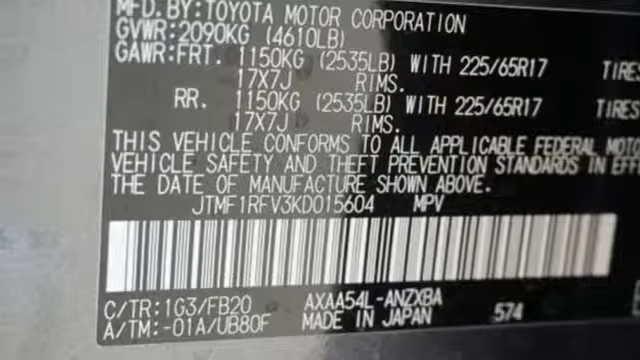 MFD.BY:TOYOTA MOTOR CORPORATION
GVWR:2090KG (4610LB)
GAWR:FRT. 1150KG (2535LB) WITH 225/65R17 TIRES
17X7J RIMS.
RR. 1150KG (2535LB) WITH 225/65R17 TIRES
17X7J RIMS.
THIS VEHICLE CONFORMS TO ALL APPLICABLE FEDERAL MOTO
VEHICLE SAFETY AND THEFT PREVENTION STANDARDS IN EFF
THE DATE OF MANUFACTURE SHOWN ABOVE.
JTMF1RFV3KD015604 MPV
C/TR:1G3/FB20 AXAA54L-ANZXBA
A/TM:-01A/UB80F MADE IN JAPAN 574